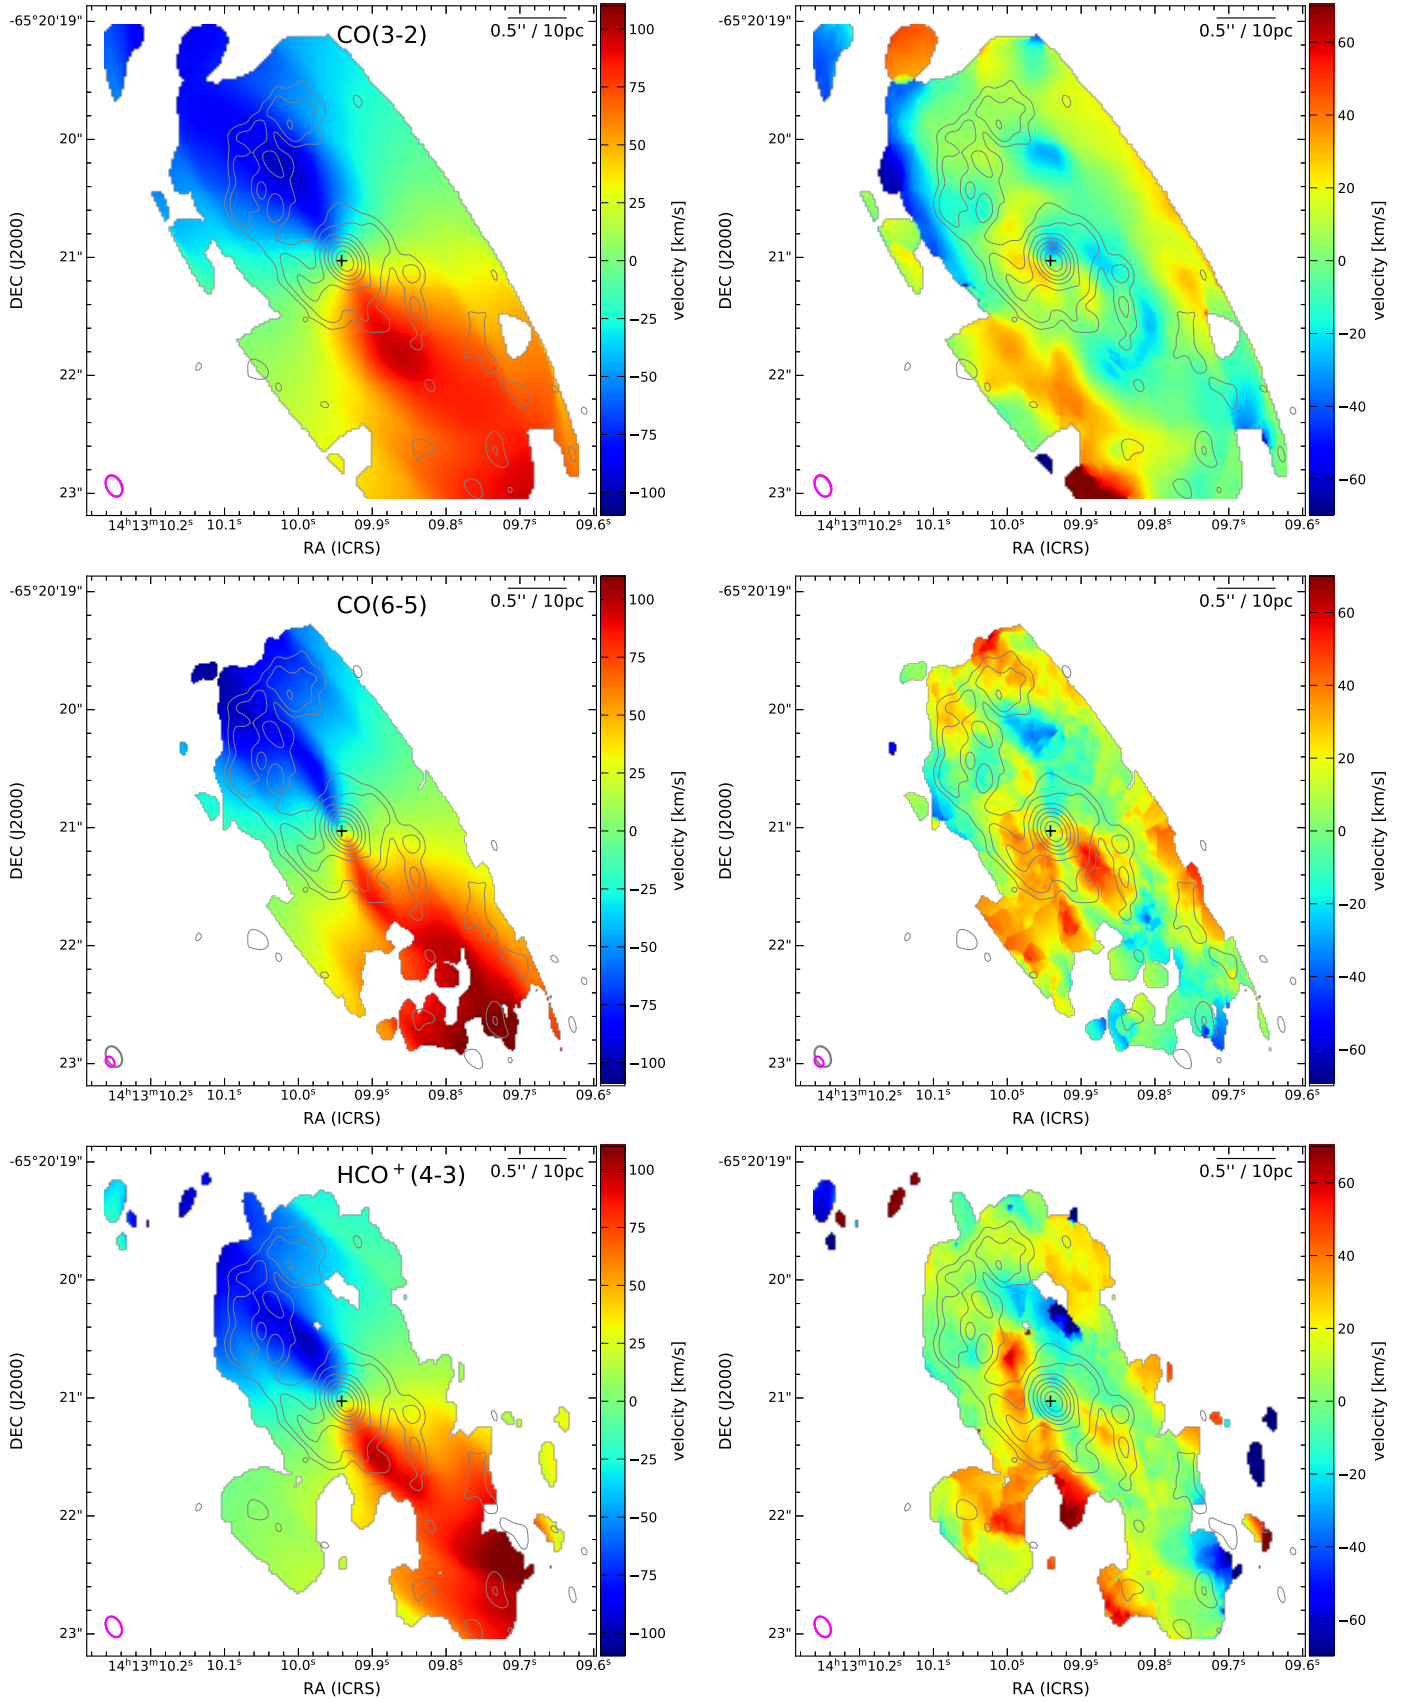 -65°20'19"
20"
21"
22"
23"
DEC (J2000)
CO(3-2)
0.5'' / 10pc
14ʰ13ᵐ10.2ˢ 10.1ˢ 10.0ˢ 09.9ˢ 09.8ˢ 09.7ˢ 09.6ˢ
RA (ICRS)
100
75
50
25
0
−25
−50
−75
−100
velocity [km/s]
-65°20'19"
20"
21"
22"
23"
DEC (J2000)
0.5'' / 10pc
14ʰ13ᵐ10.2ˢ 10.1ˢ 10.0ˢ 09.9ˢ 09.8ˢ 09.7ˢ 09.6ˢ
RA (ICRS)
60
40
20
0
−20
−40
−60
velocity [km/s]
-65°20'19"
20"
21"
22"
23"
DEC (J2000)
CO(6-5)
0.5'' / 10pc
14ʰ13ᵐ10.2ˢ 10.1ˢ 10.0ˢ 09.9ˢ 09.8ˢ 09.7ˢ 09.6ˢ
RA (ICRS)
100
75
50
25
0
−25
−50
−75
−100
velocity [km/s]
-65°20'19"
20"
21"
22"
23"
DEC (J2000)
0.5'' / 10pc
14ʰ13ᵐ10.2ˢ 10.1ˢ 10.0ˢ 09.9ˢ 09.8ˢ 09.7ˢ 09.6ˢ
RA (ICRS)
60
40
20
0
−20
−40
−60
velocity [km/s]
-65°20'19"
20"
21"
22"
23"
DEC (J2000)
HCO⁺(4-3)
0.5'' / 10pc
14ʰ13ᵐ10.2ˢ 10.1ˢ 10.0ˢ 09.9ˢ 09.8ˢ 09.7ˢ 09.6ˢ
RA (ICRS)
100
75
50
25
0
−25
−50
−75
−100
velocity [km/s]
-65°20'19"
20"
21"
22"
23"
DEC (J2000)
0.5'' / 10pc
14ʰ13ᵐ10.2ˢ 10.1ˢ 10.0ˢ 09.9ˢ 09.8ˢ 09.7ˢ 09.6ˢ
RA (ICRS)
60
40
20
0
−20
−40
−60
velocity [km/s]